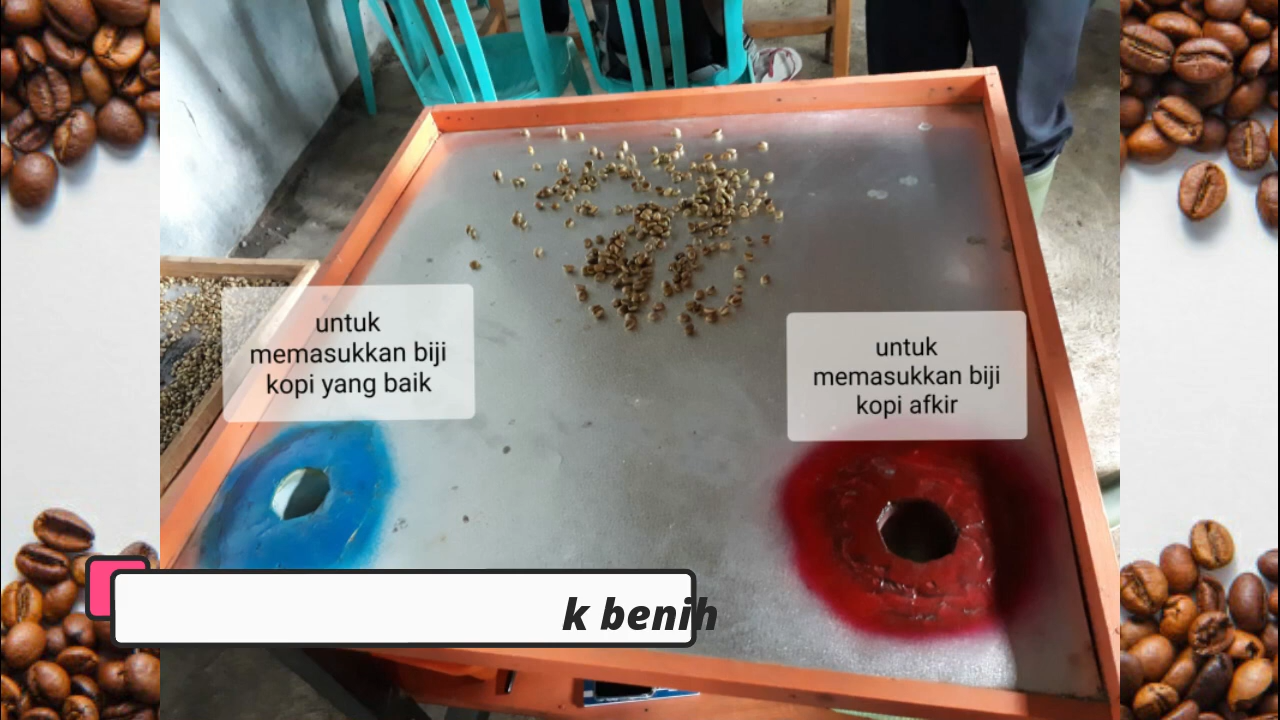 untuk
memasukkan biji
kopi yang baik
untuk
memasukkan biji
kopi afkir
k benih